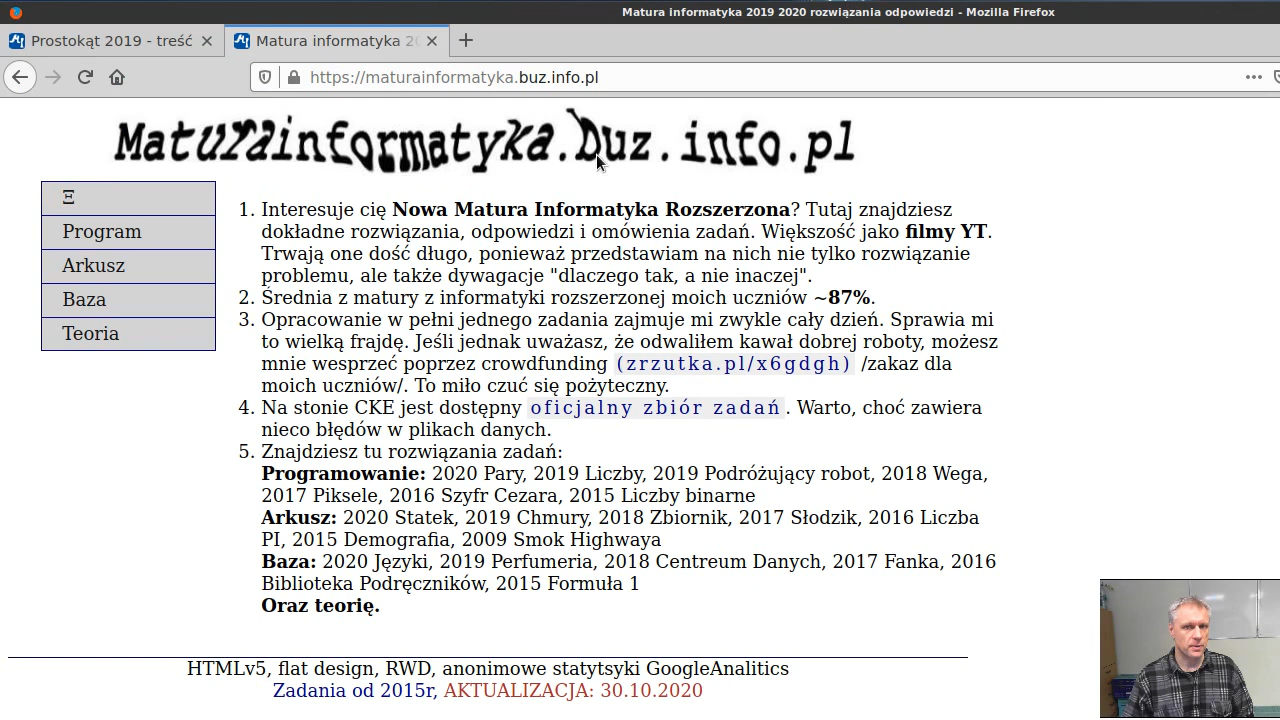 Matura informatyka 2019 2020 rozwiązania odpowiedzi - Mozilla Firefox
Prostokąt 2019 - treść
Matura informatyka 20
https://maturainformatyka.buz.info.pl
Maturainformatyka.buz.info.pl
Ξ
Program
Arkusz
Baza
Teoria
1. Interesuje cię Nowa Matura Informatyka Rozszerzona? Tutaj znajdziesz
dokładne rozwiązania, odpowiedzi i omówienia zadań. Większość jako filmy YT.
Trwają one dość długo, ponieważ przedstawiam na nich nie tylko rozwiązanie
problemu, ale także dywagacje "dlaczego tak, a nie inaczej".
2. Średnia z matury z informatyki rozszerzonej moich uczniów ~87%.
3. Opracowanie w pełni jednego zadania zajmuje mi zwykle cały dzień. Sprawia mi
to wielką frajdę. Jeśli jednak uważasz, że odwaliłem kawał dobrej roboty, możesz
mnie wesprzeć poprzez crowdfunding (zrzutka.pl/x6gdgh) /zakaz dla
moich uczniów/. To miło czuć się pożyteczny.
4. Na stonie CKE jest dostępny oficjalny zbiór zadań. Warto, choć zawiera
nieco błędów w plikach danych.
5. Znajdziesz tu rozwiązania zadań:
Programowanie: 2020 Pary, 2019 Liczby, 2019 Podróżujący robot, 2018 Wega,
2017 Piksele, 2016 Szyfr Cezara, 2015 Liczby binarne
Arkusz: 2020 Statek, 2019 Chmury, 2018 Zbiornik, 2017 Słodzik, 2016 Liczba
PI, 2015 Demografia, 2009 Smok Highwaya
Baza: 2020 Języki, 2019 Perfumeria, 2018 Centreum Danych, 2017 Fanka, 2016
Biblioteka Podręczników, 2015 Formuła 1
Oraz teorię.
HTMLv5, flat design, RWD, anonimowe statytsyki GoogleAnalitics
Zadania od 2015r, AKTUALIZACJA: 30.10.2020